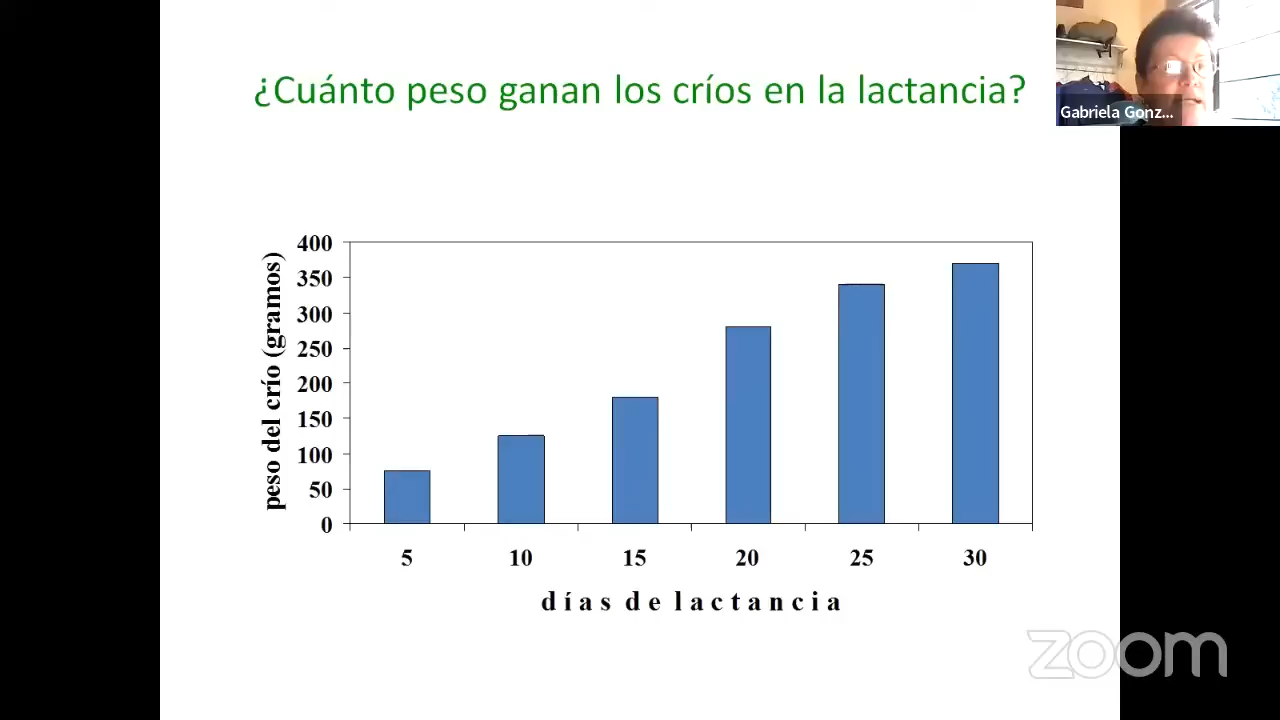 ¿Cuánto peso ganan los críos en la lactancia?
Gabriela Gonz...
peso del crío (gramos)
400
350
300
250
200
150
100
50
0
5 10 15 20 25 30
días de lactancia
zoom